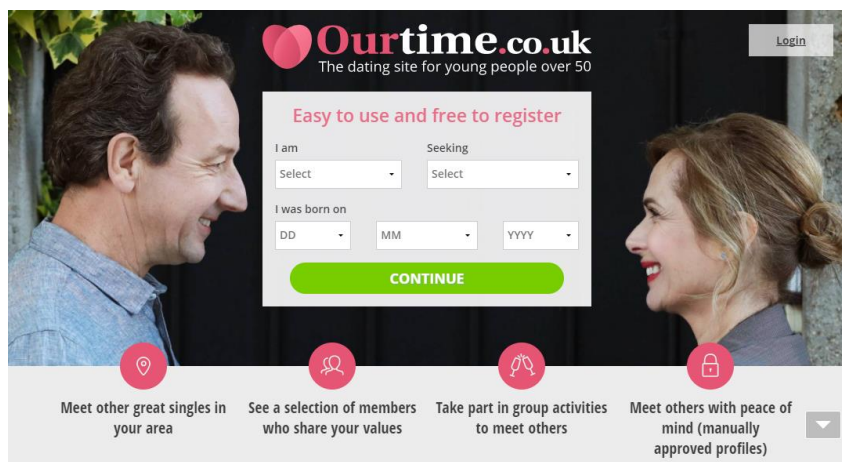 Ourtime.co.uk
Login
The dating site for young people over 50
Easy to use and free to register
I am
Seeking
Select
Select
I was born on
DD
MM
YYYY
CONTINUE
Meet other great singles in
your area
See a selection of members
who share your values
Take part in group activities
to meet others
Meet others with peace of
mind (manually
approved profiles)